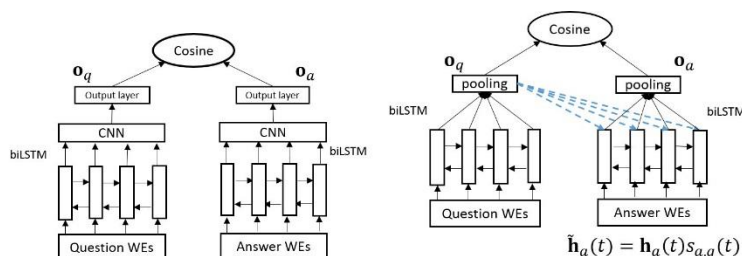 Cosine
o_q
o_a
Output layer
Output layer
CNN
CNN
biLSTM
biLSTM
Question WEs
Answer WEs
Cosine
o_q
o_a
pooling
pooling
biLSTM
biLSTM
Question WEs
Answer WEs
h̃_a(t) = h_a(t)s_{a,q}(t)